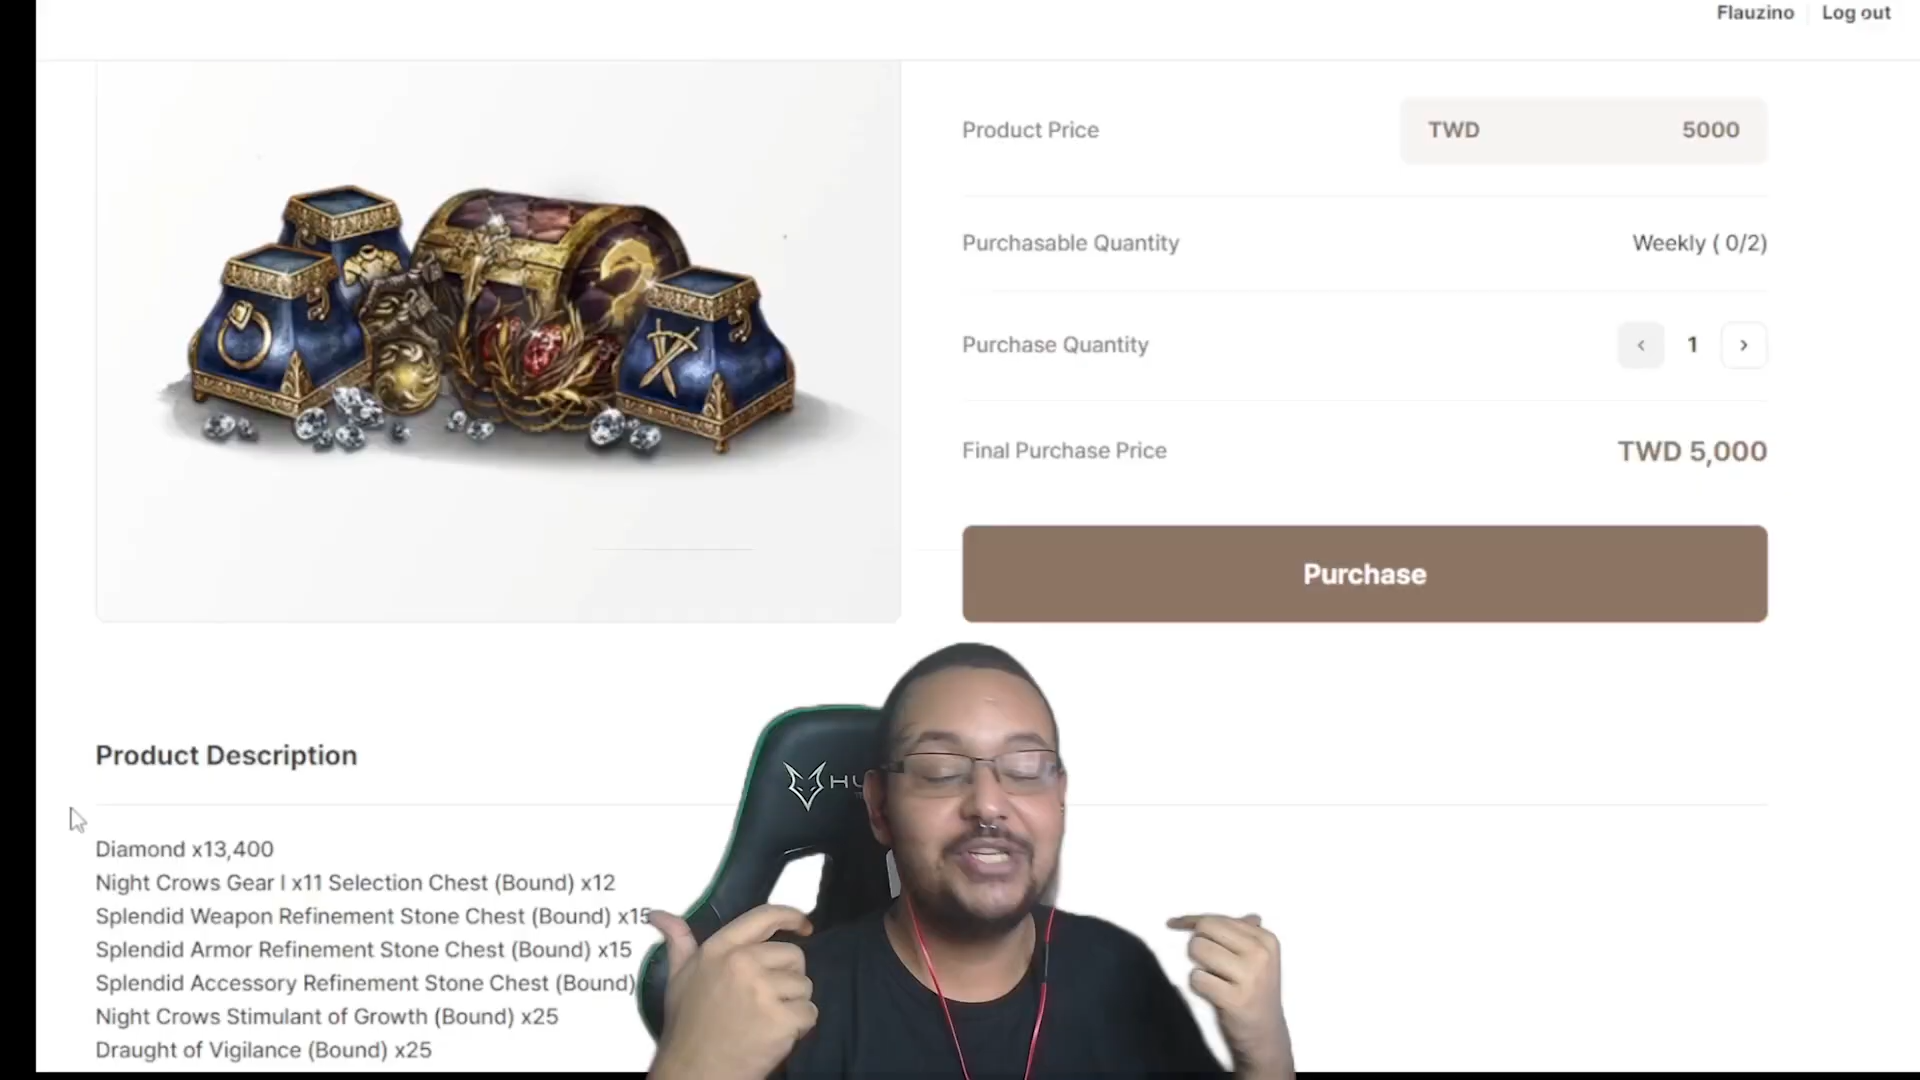 Flauzino
Log out
Product Price
TWD 5000
Purchasable Quantity
Weekly ( 0/2)
Purchase Quantity
< 1 >
Final Purchase Price
TWD 5,000
Purchase
Product Description
HU
Diamond x13,400
Night Crows Gear I x11 Selection Chest (Bound) x12
Splendid Weapon Refinement Stone Chest (Bound) x15
Splendid Armor Refinement Stone Chest (Bound) x15
Splendid Accessory Refinement Stone Chest (Bound)
Night Crows Stimulant of Growth (Bound) x25
Draught of Vigilance (Bound) x25